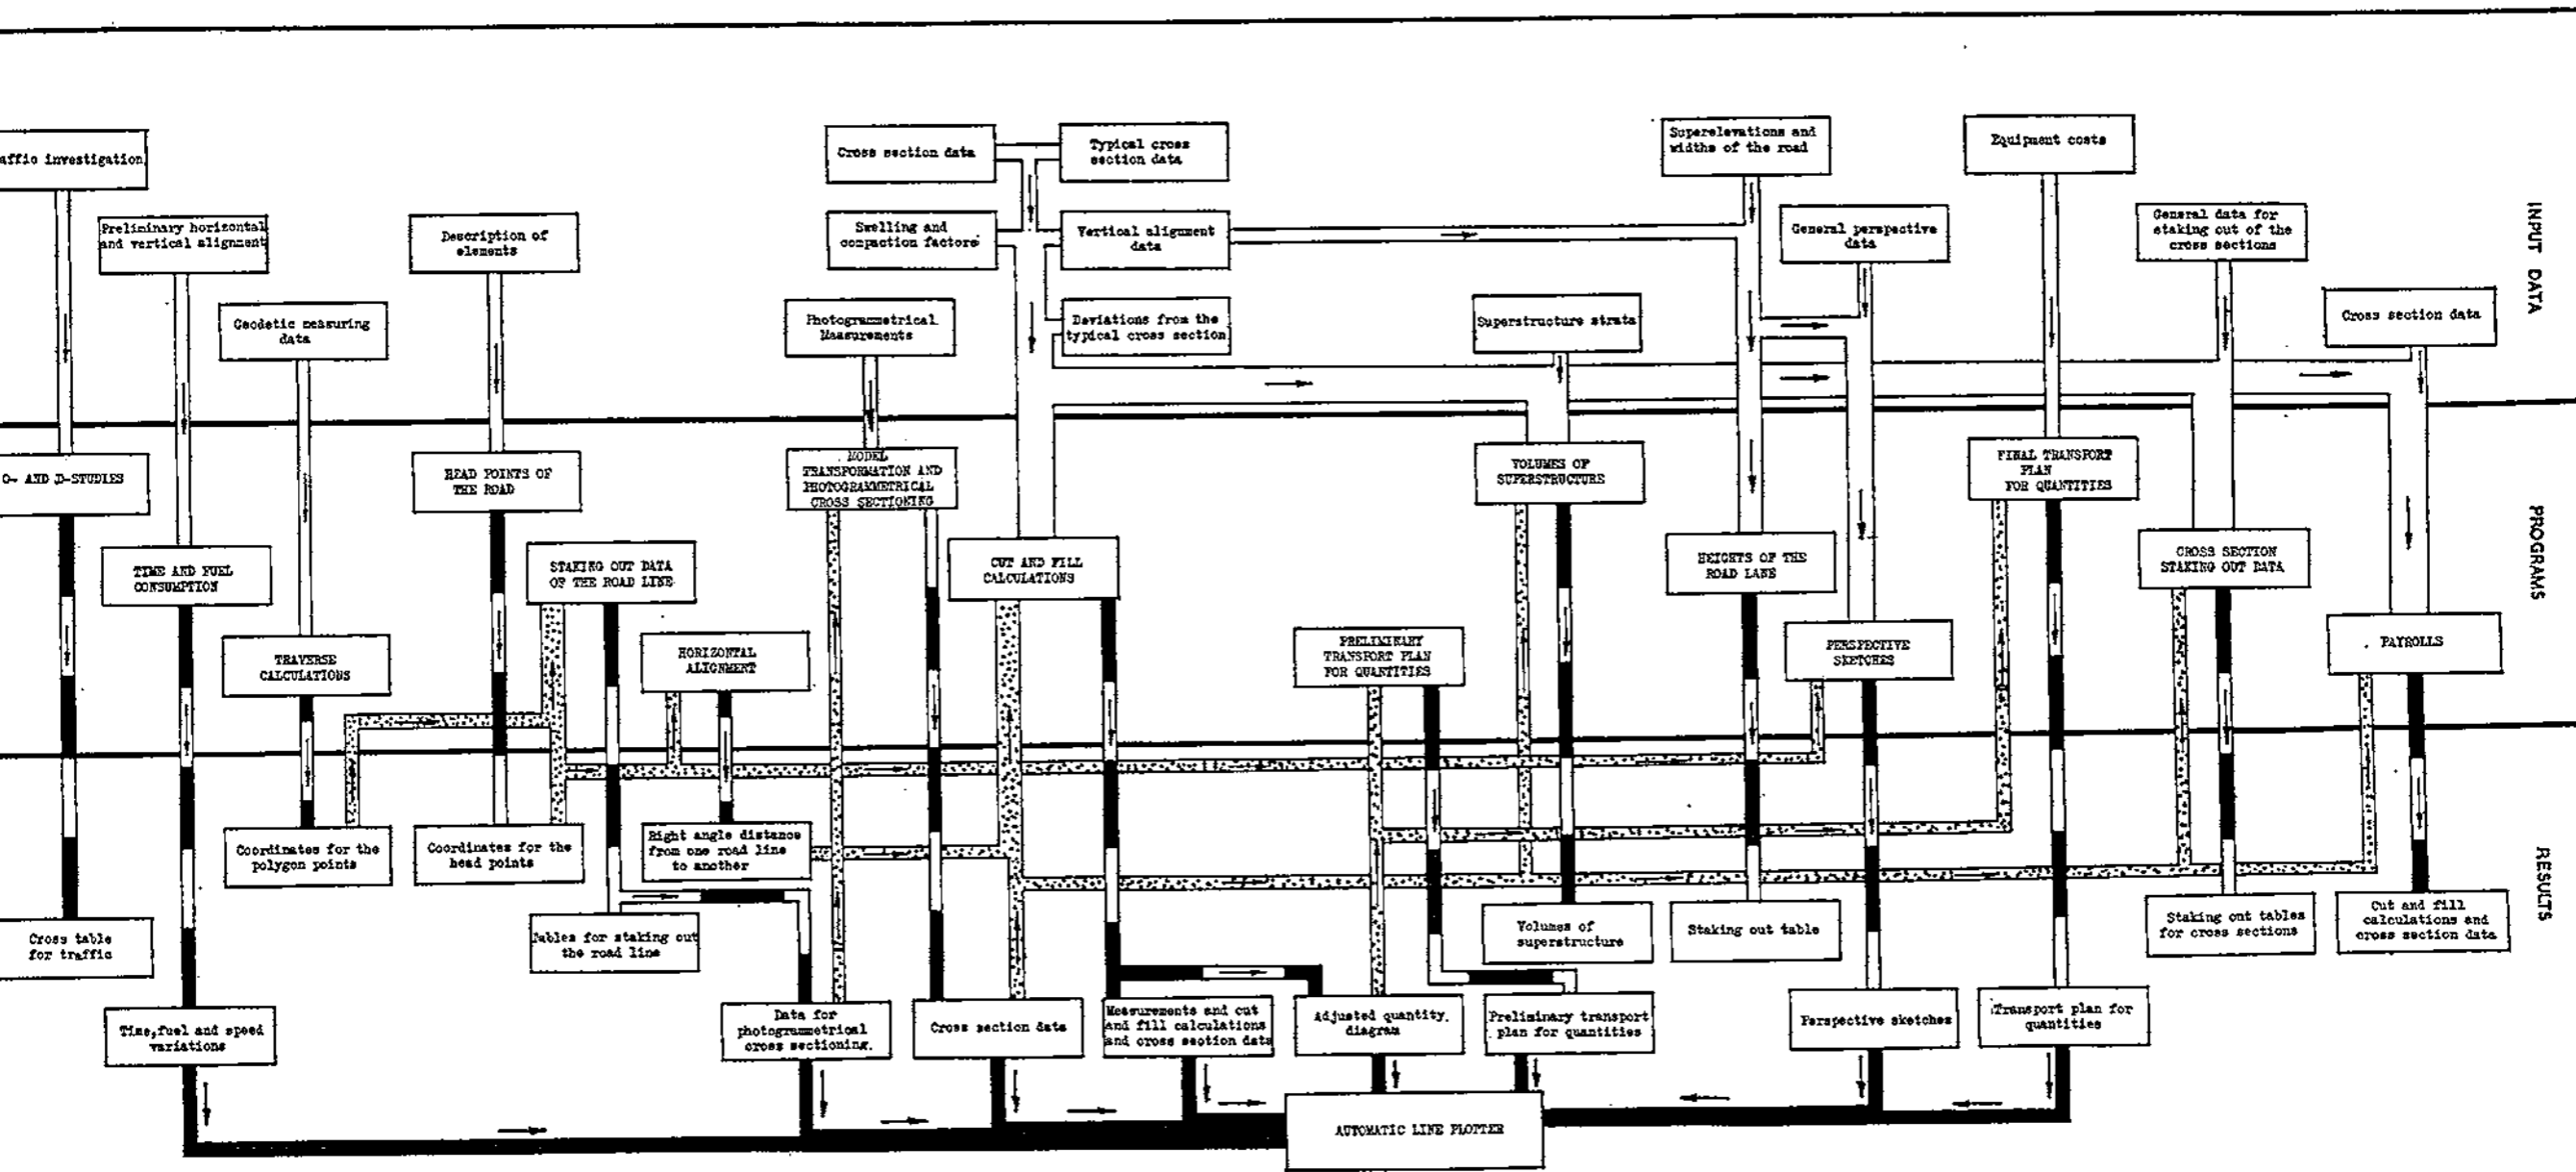 affic investigation
Preliminary horizontal
and vertical alignment
Geodetic measuring
data
Description of
elements
Cross section data
Typical cross
section data
Swelling and
compaction factors
Vertical alignment
data
Photogrammetrical
Measurements
Deviations from the
typical cross section
Superstructure strata
Superelevations and
widths of the road
General perspective
data
Equipment costs
General data for
staking out of the
cross sections
Cross section data
INPUT DATA
O- AND D-STUDIES
TIME AND FUEL
CONSUMPTION
TRAVERSE
CALCULATIONS
HEAD POINTS OF
THE ROAD
STAKING OUT DATA
OF THE ROAD LINE
HORIZONTAL
ALIGNMENT
MODEL
TRANSFORMATION AND
PHOTOGRAMMETRICAL
CROSS SECTIONING
CUT AND FILL
CALCULATIONS
PRELIMINARY
TRANSPORT PLAN
FOR QUANTITIES
VOLUMES OF
SUPERSTRUCTURE
HEIGHTS OF THE
ROAD LANE
PERSPECTIVE
SKETCHES
FINAL TRANSPORT
PLAN
FOR QUANTITIES
CROSS SECTION
STAKING OUT DATA
PAYROLLS
PROGRAMS
Cross table
for traffic
Time,fuel and speed
variations
Coordinates for the
polygon points
Coordinates for the
head points
Tables for staking out
the road line
Right angle distance
from one road line
to another
Data for
photogrammetrical
cross sectioning.
Cross section data
Measurements and cut
and fill calculations
and cross section data
Adjusted quantity.
diagram
Preliminary transport
plan for quantities
Volumes of
superstructure
Staking out table
Perspective sketches
Transport plan for
quantities
Staking out tables
for cross sections
Cut and fill
calculations and
cross section data
RESULTS
AUTOMATIC LINE PLOTTER